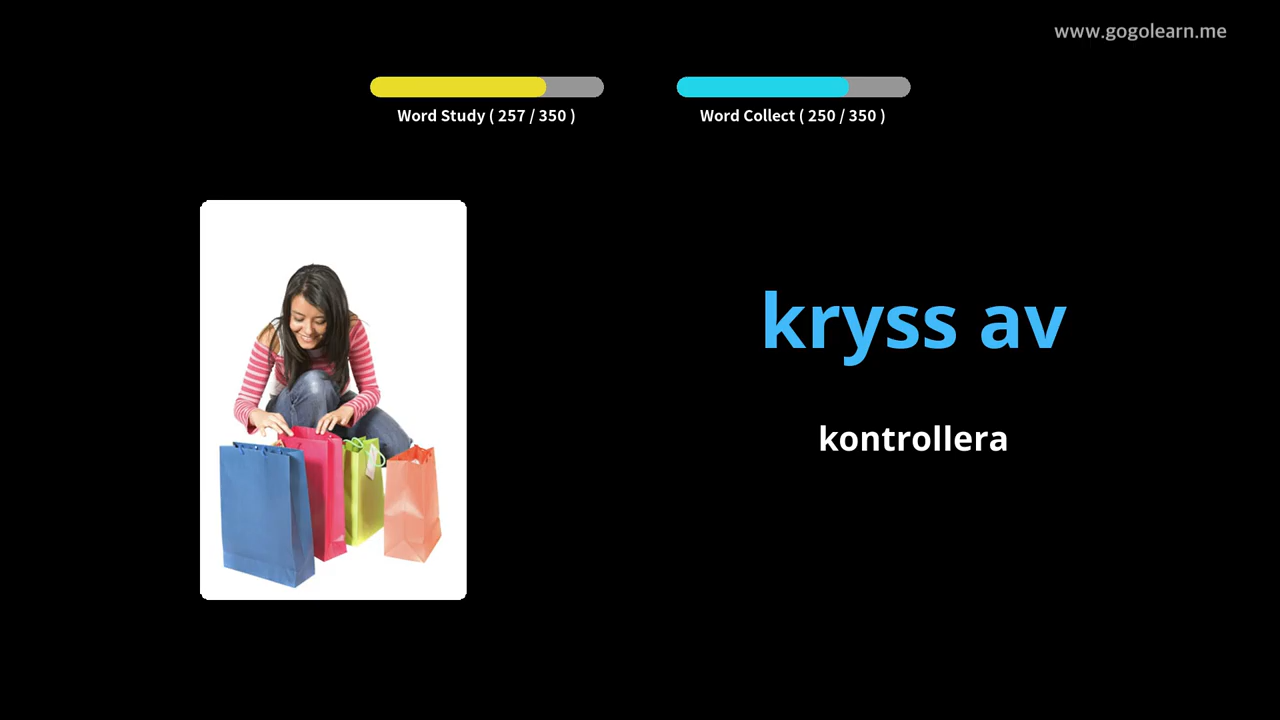 www.gogolearn.me
Word Study ( 257 / 350 )
Word Collect ( 250 / 350 )
kryss av
kontrollera